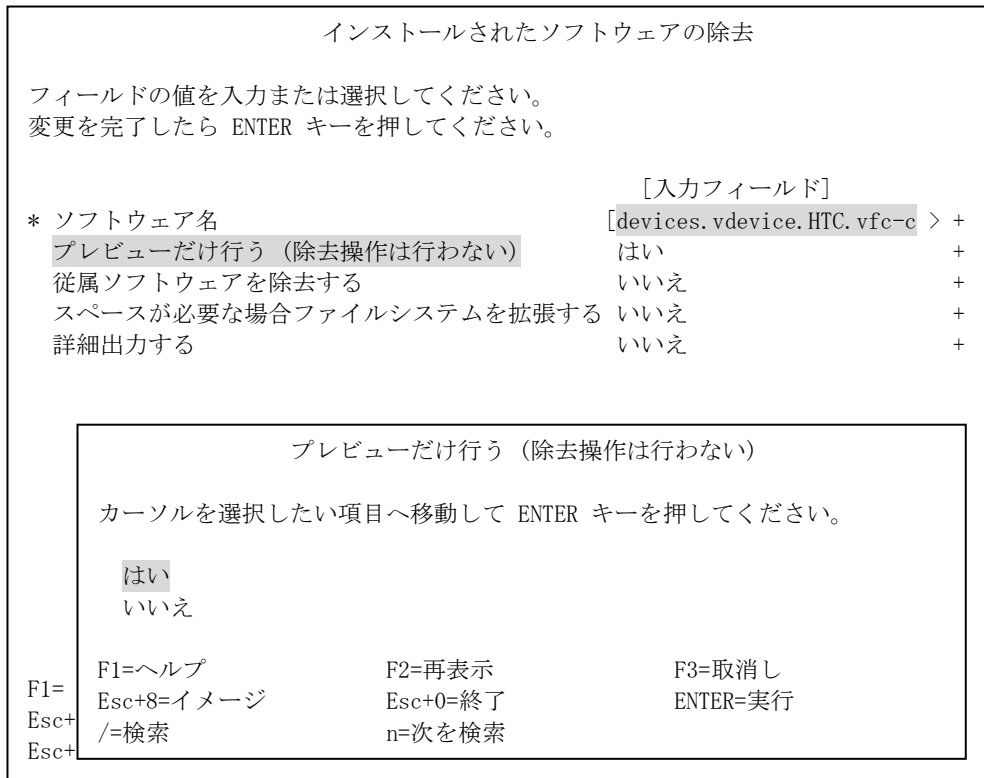 インストールされたソフトウェアの除去
フィールドの値を入力または選択してください。
変更を完了したら ENTER キーを押してください。
[入力フィールド]
* ソフトウェア名 [devices.vdevice.HTC.vfc-c > +
プレビューだけ行う (除去操作は行わない) はい +
従属ソフトウェアを除去する いいえ +
スペースが必要な場合ファイルシステムを拡張する いいえ +
詳細出力する いいえ +
プレビューだけ行う (除去操作は行わない)
カーソルを選択したい項目へ移動して ENTER キーを押してください。
はい
いいえ
F1=ヘルプ F2=再表示 F3=取消し
Esc+8=イメージ Esc+0=終了 ENTER=実行
/=検索 n=次を検索
F1=
Esc+
Esc+